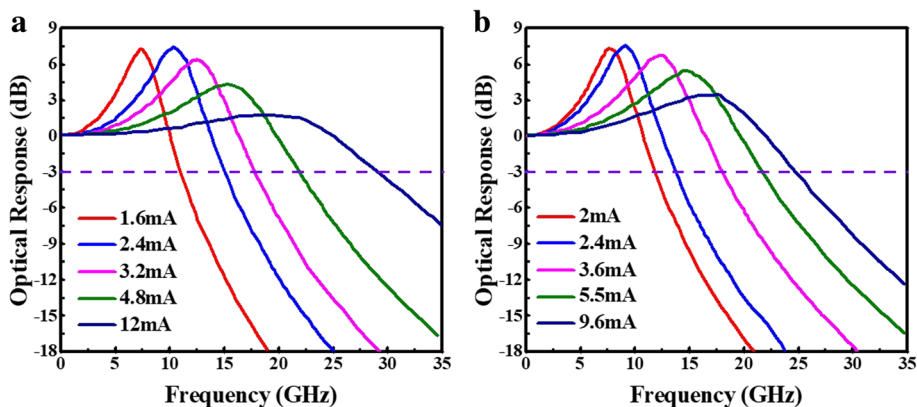 a
9
6
3
0
-3
-6
-9
-12
-15
-18
Optical Response (dB)
1.6mA
2.4mA
3.2mA
4.8mA
12mA
0 5 10 15 20 25 30 35
Frequency (GHz)
b
9
6
3
0
-3
-6
-9
-12
-15
-18
Optical Response (dB)
2mA
2.4mA
3.6mA
5.5mA
9.6mA
0 5 10 15 20 25 30 35
Frequency (GHz)